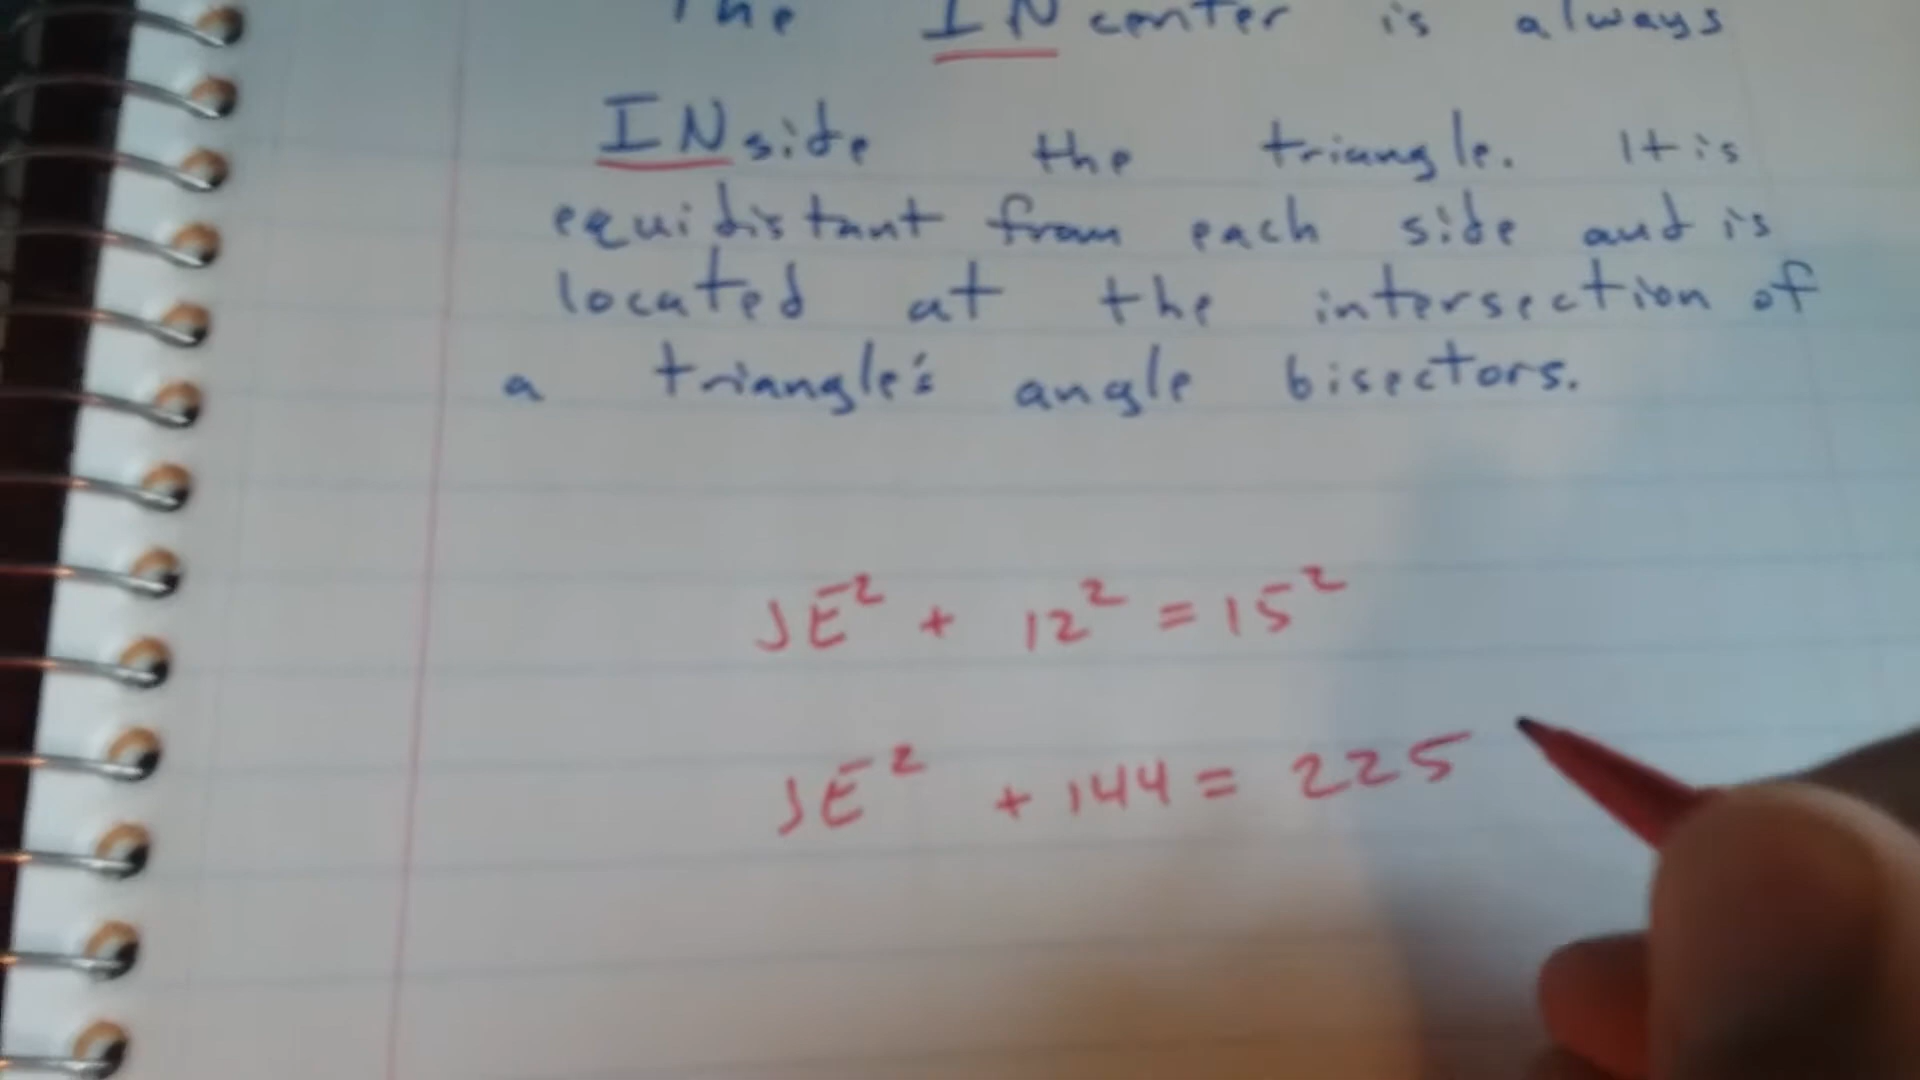 The INcenter is always
INside the triangle. It is
equidistant from each side and is
located at the intersection of
a triangle's angle bisectors.
JE² + 12² = 15²
JE² + 144 = 225